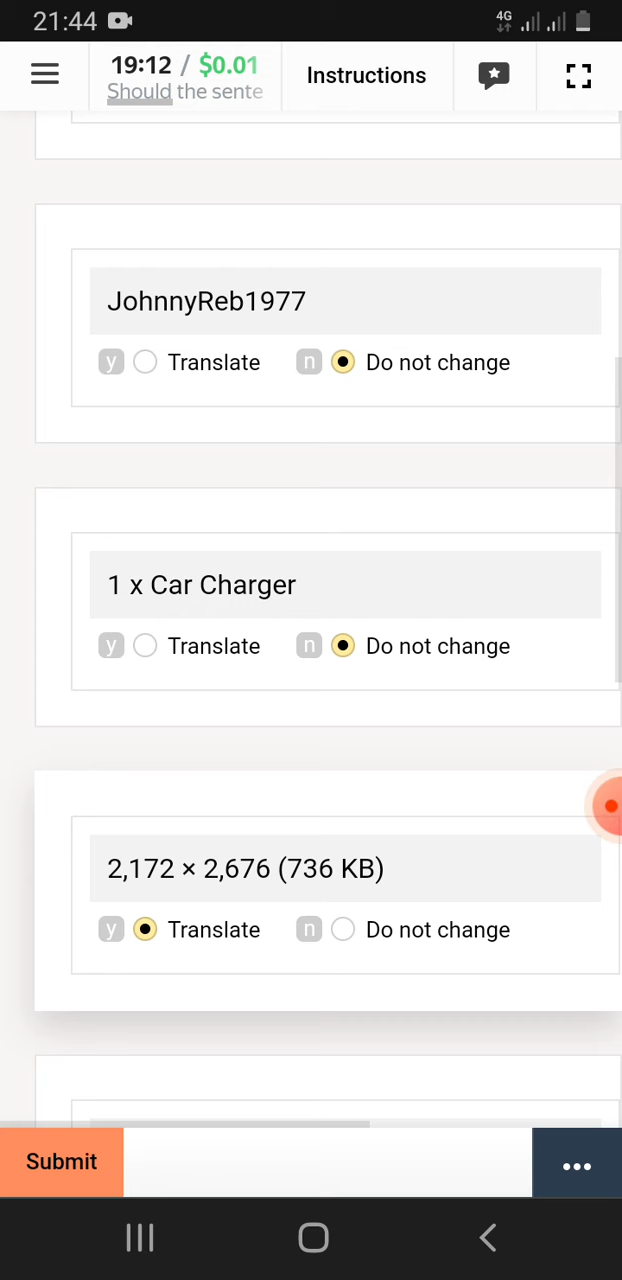 21:44
4G
19:12 / $0.01
Should the sente
Instructions
JohnnyReb1977
y Translate n Do not change
1 x Car Charger
y Translate n Do not change
2,172 × 2,676 (736 KB)
y Translate n Do not change
Submit